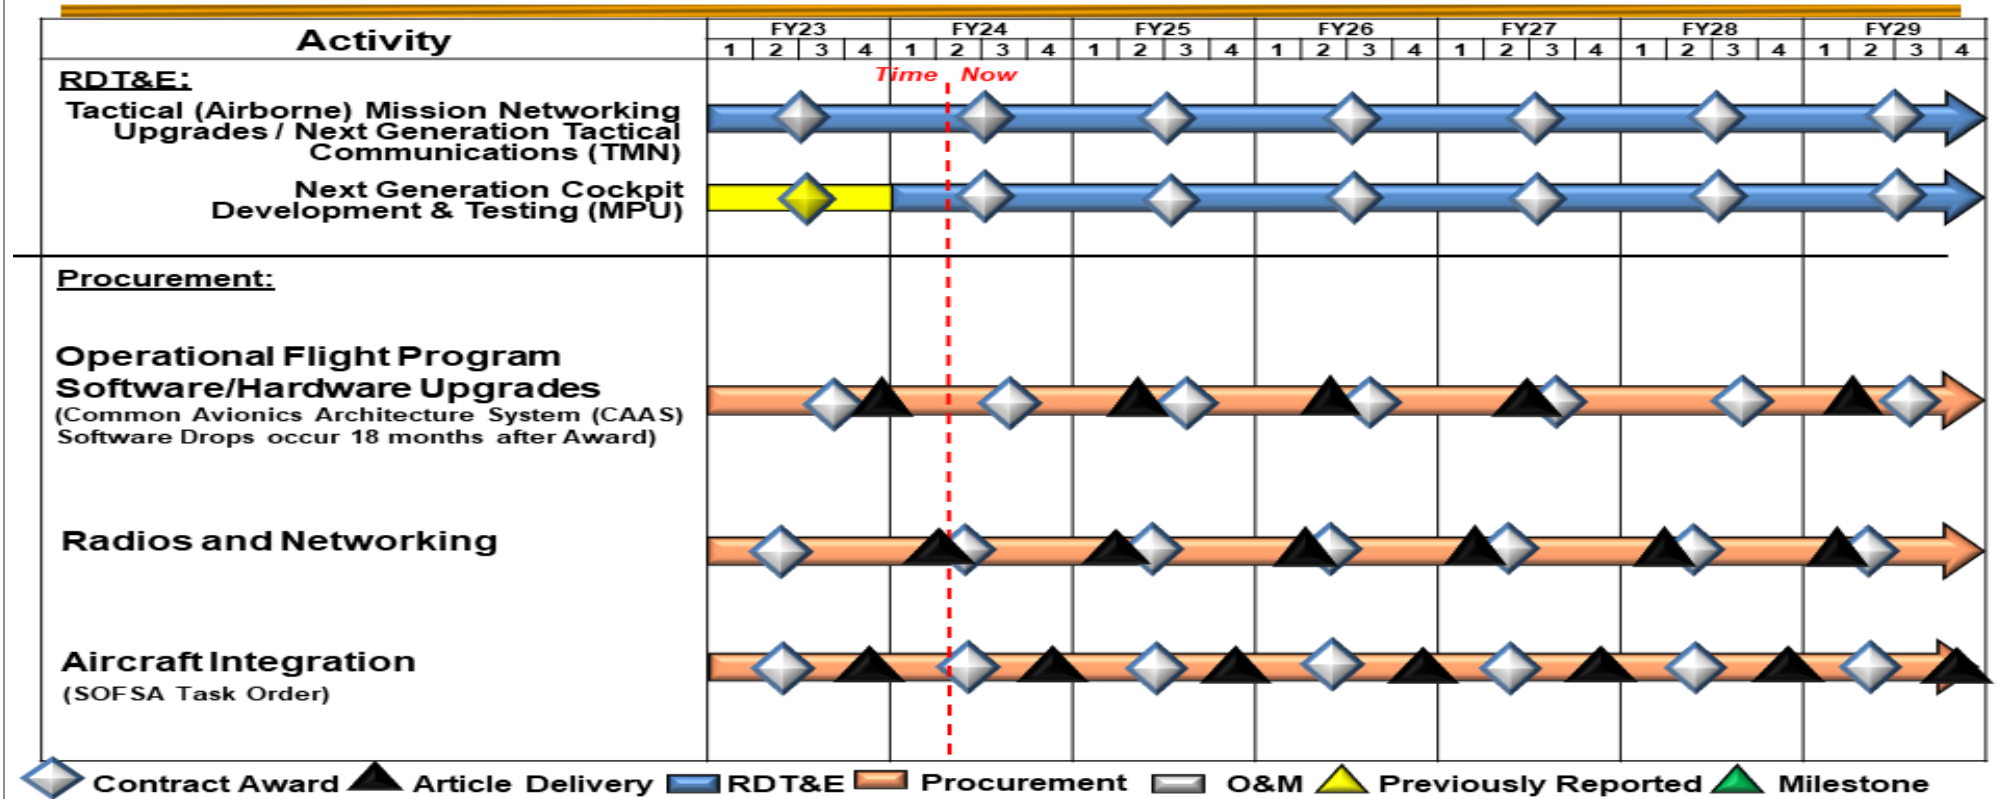 Activity
FY23 FY24 FY25 FY26 FY27 FY28 FY29
1 2 3 4 1 2 3 4 1 2 3 4 1 2 3 4 1 2 3 4 1 2 3 4 1 2 3 4
Time Now
RDT&E:
Tactical (Airborne) Mission Networking
Upgrades / Next Generation Tactical
Communications (TMN)
Next Generation Cockpit
Development & Testing (MPU)
Procurement:
Operational Flight Program
Software/Hardware Upgrades
(Common Avionics Architecture System (CAAS)
Software Drops occur 18 months after Award)
Radios and Networking
Aircraft Integration
(SOFSA Task Order)
Contract Award Article Delivery RDT&E Procurement O&M Previously Reported Milestone